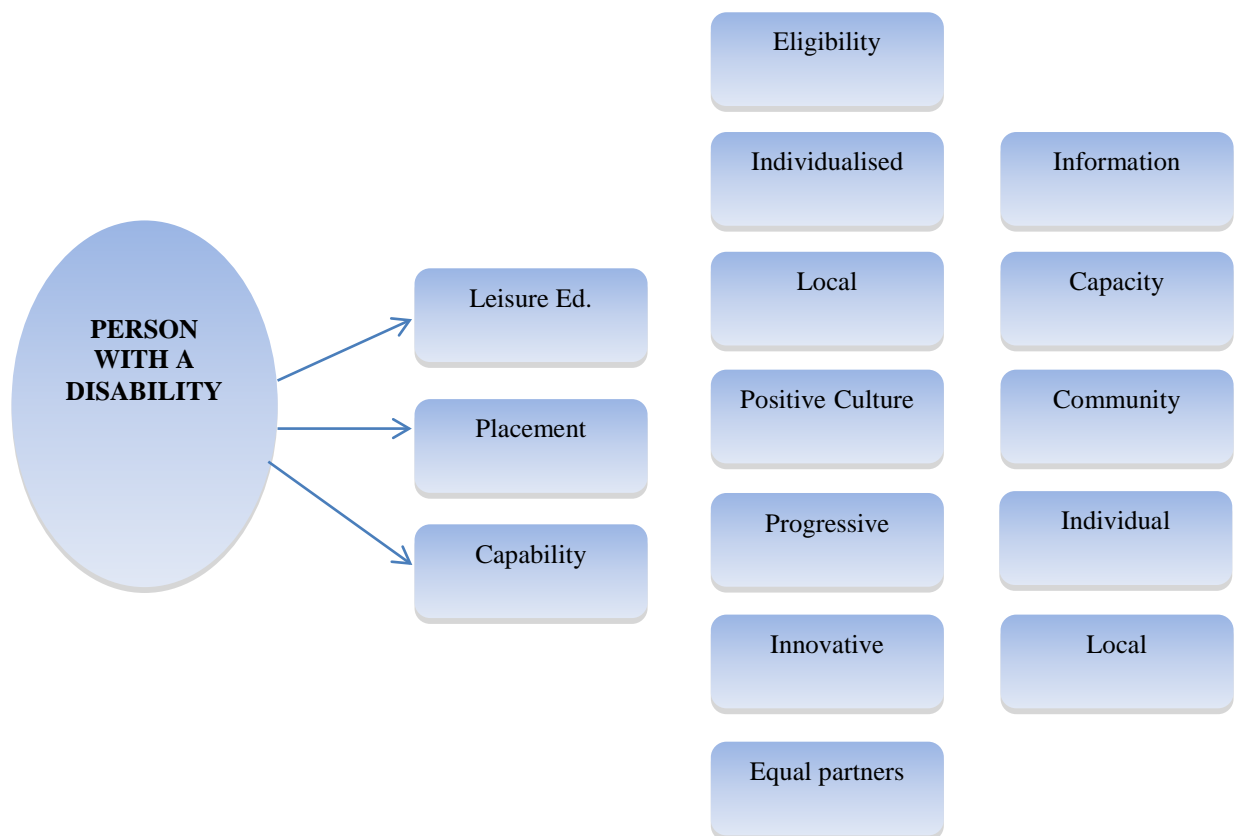 PERSON
WITH A
DISABILITY
Leisure Ed.
Placement
Capability
Eligibility
Individualised
Local
Positive Culture
Progressive
Innovative
Equal partners
Information
Capacity
Community
Individual
Local